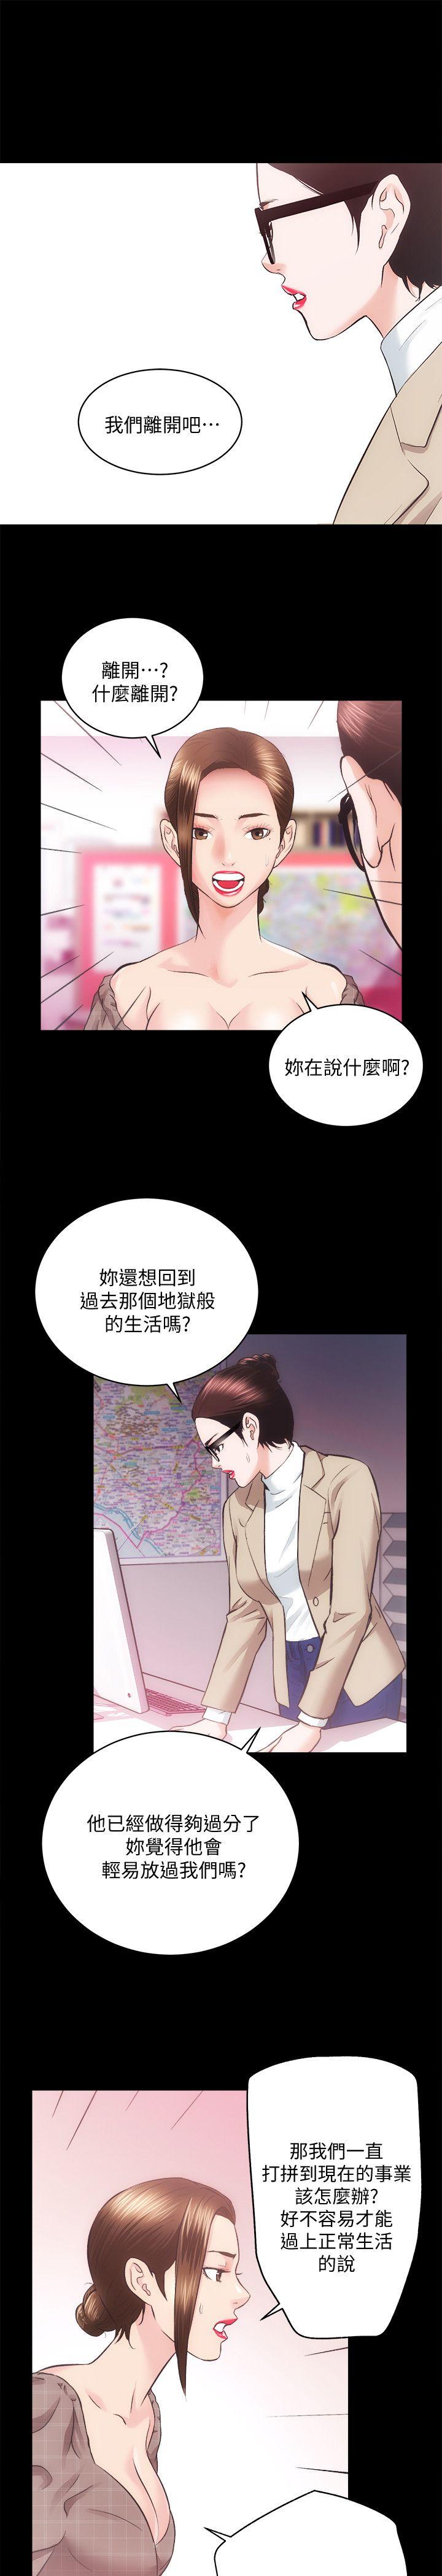 我們離開吧…
離開…?
什麼離開?
妳在說什麼啊?
妳還想回到
過去那個地獄般
的生活嗎?
他已經做得夠過分了
妳覺得他會
輕易放過我們嗎?
那我們一直
打拼到現在的事業
該怎麼辦?
好不容易才能
過上正常生活
的說